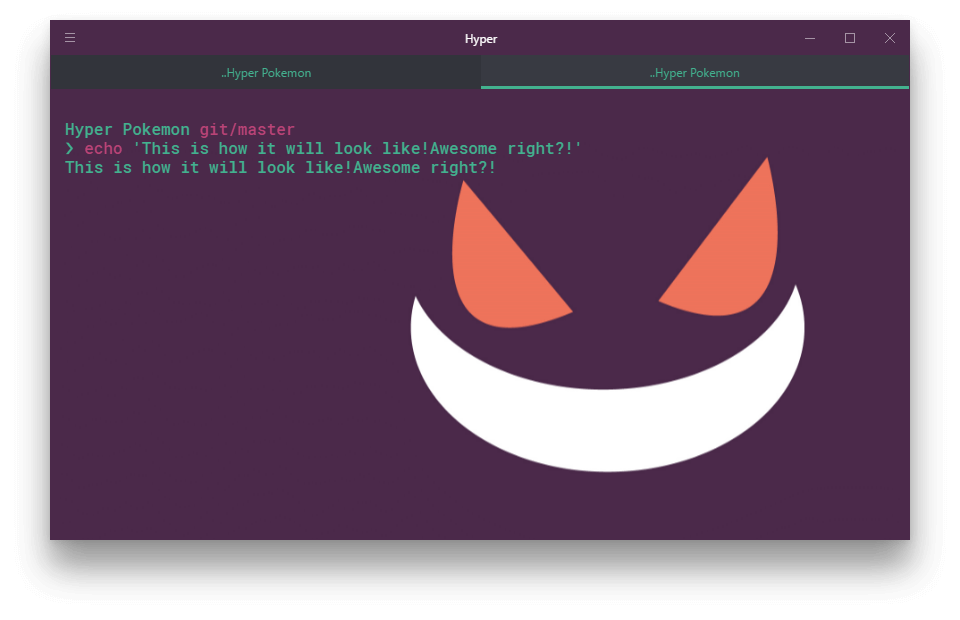 Hyper
..Hyper Pokemon ..Hyper Pokemon
Hyper Pokemon git/master
❯ echo 'This is how it will look like!Awesome right?!'
This is how it will look like!Awesome right?!